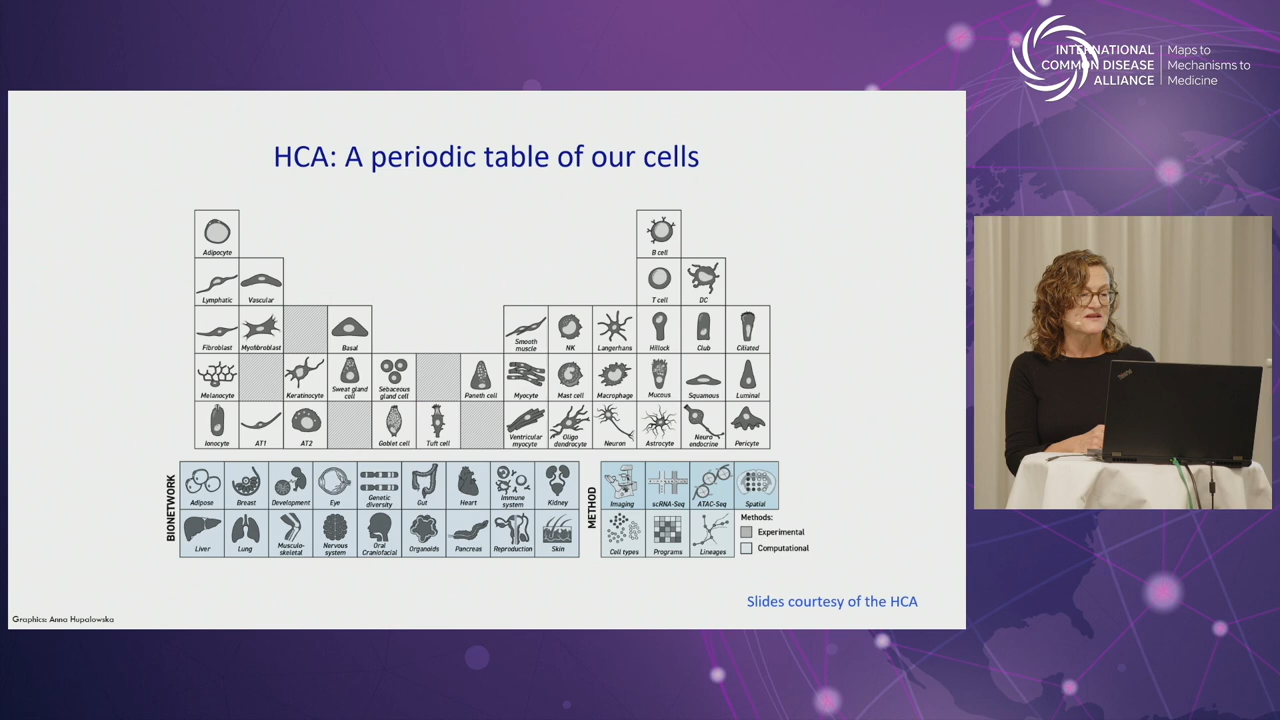 INTERNATIONAL
COMMON DISEASE
ALLIANCE
Maps to
Mechanisms to
Medicine
HCA: A periodic table of our cells
Adipocyte
B cell
Lymphatic
Vascular
T cell
DC
Fibroblast
Myofibroblast
Basal
Smooth
muscle
NK
Langerhans
Hillock
Club
Ciliated
Melanocyte
Keratinocyte
Sweat gland
cell
Sebaceous
gland cell
Paneth cell
Myocyte
Mast cell
Macrophage
Mucous
Squamous
Luminal
Ionocyte
AT1
AT2
Goblet cell
Tuft cell
Ventricular
myocyte
Oligo
dendrocyte
Neuron
Astrocyte
Neuro
endocrine
Pericyte
BIONETWORK
Adipose
Breast
Development
Eye
Genetic
diversity
Gut
Heart
Immune
system
Kidney
Liver
Lung
Musculo-
skeletal
Nervous
system
Oral
Craniofacial
Organoids
Pancreas
Reproduction
Skin
METHOD
Imaging
scRNA-Seq
ATAC-Seq
Spatial
Cell types
Programs
Lineages
Methods:
Experimental
Computational
Slides courtesy of the HCA
Graphics: Anna Hupalowska
ThinkPad